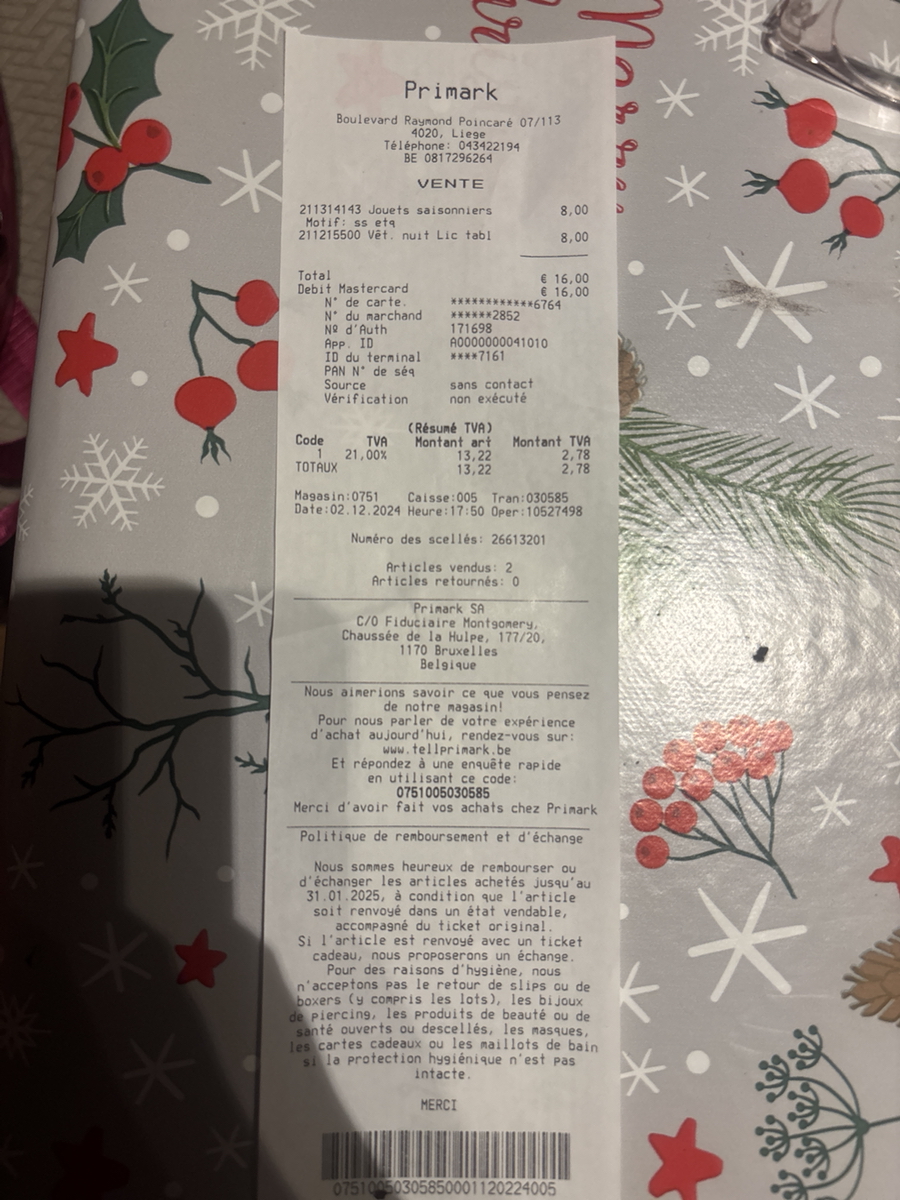 Primark
Boulevard Raymond Poincaré 07/113
4020, Liege
Téléphone: 043422194
BE 0817296264
VENTE
211314143 Jouets saisonniers 8,00
Motif: ss etq
211215500 Vêt. nuit Lic tabl 8,00
Total € 16,00
Debit Mastercard € 16,00
N° de carte. ************6764
N° du marchand ******2852
Nº d'Auth 171698
App. ID A0000000041010
ID du terminal ****7161
PAN N° de séq
Source sans contact
Vérification non exécuté
(Résumé TVA)
Code TVA Montant art Montant TVA
1 21,00% 13,22 2,78
TOTAUX 13,22 2,78
Magasin:0751 Caisse:005 Tran:030585
Date:02.12.2024 Heure:17:50 Oper:10527498
Numéro des scellés: 26613201
Articles vendus: 2
Articles retournés: 0
Primark SA
C/O Fiduciaire Montgomery,
Chaussée de la Hulpe, 177/20,
1170 Bruxelles
Belgique
Nous aimerions savoir ce que vous pensez
de notre magasin!
Pour nous parler de votre expérience
d'achat aujourd'hui, rendez-vous sur:
www.tellprimark.be
Et répondez à une enquête rapide
en utilisant ce code:
0751005030585
Merci d'avoir fait vos achats chez Primark
Politique de remboursement et d'échange
Nous sommes heureux de rembourser ou
d'échanger les articles achetés jusqu'au
31.01.2025, à condition que l'article
soit renvoyé dans un état vendable,
accompagné du ticket original.
Si l'article est renvoyé avec un ticket
cadeau, nous proposerons un échange.
Pour des raisons d'hygiène, nous
n'acceptons pas le retour de slips ou de
boxers (y compris les lots), les bijoux
de piercing, les produits de beauté ou de
santé ouverts ou descellés, les masques,
les cartes cadeaux ou les maillots de bain
si la protection hygiénique n'est pas
intacte.
MERCI
07510050305850001120224005